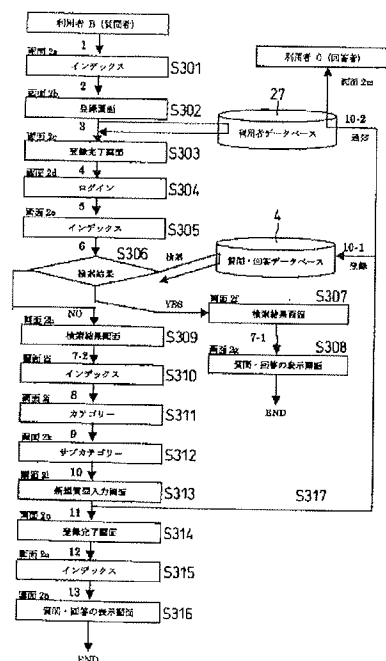 利用者 B (質問者)
1
画面 2a
インデックス
S301
2
画面 2b
登録画面
S302
3
画面 2c
登録完了画面
S303
4
画面 2d
ログイン
S304
5
画面 2e
インデックス
S305
6
検索結果
S306
検索
NO
YES
利用者 C (回答者)
画面 2m
27
利用者データベース
10-2
通知
4
質問・回答データベース
10-1
登録
画面 2f
検索結果画面
S307
7-1
画面 2g
質問・回答の表示画面
S308
END
画面 2h
検索結果画面
S309
7-2
画面 2i
インデックス
S310
8
画面 2j
カテゴリー
S311
9
画面 2k
サブカテゴリー
S312
10
画面 2l
新規質問入力画面
S313
S317
11
登録完了画面
S314
12
インデックス
S315
13
画面 2n
質問・回答の表示画面
S316
END